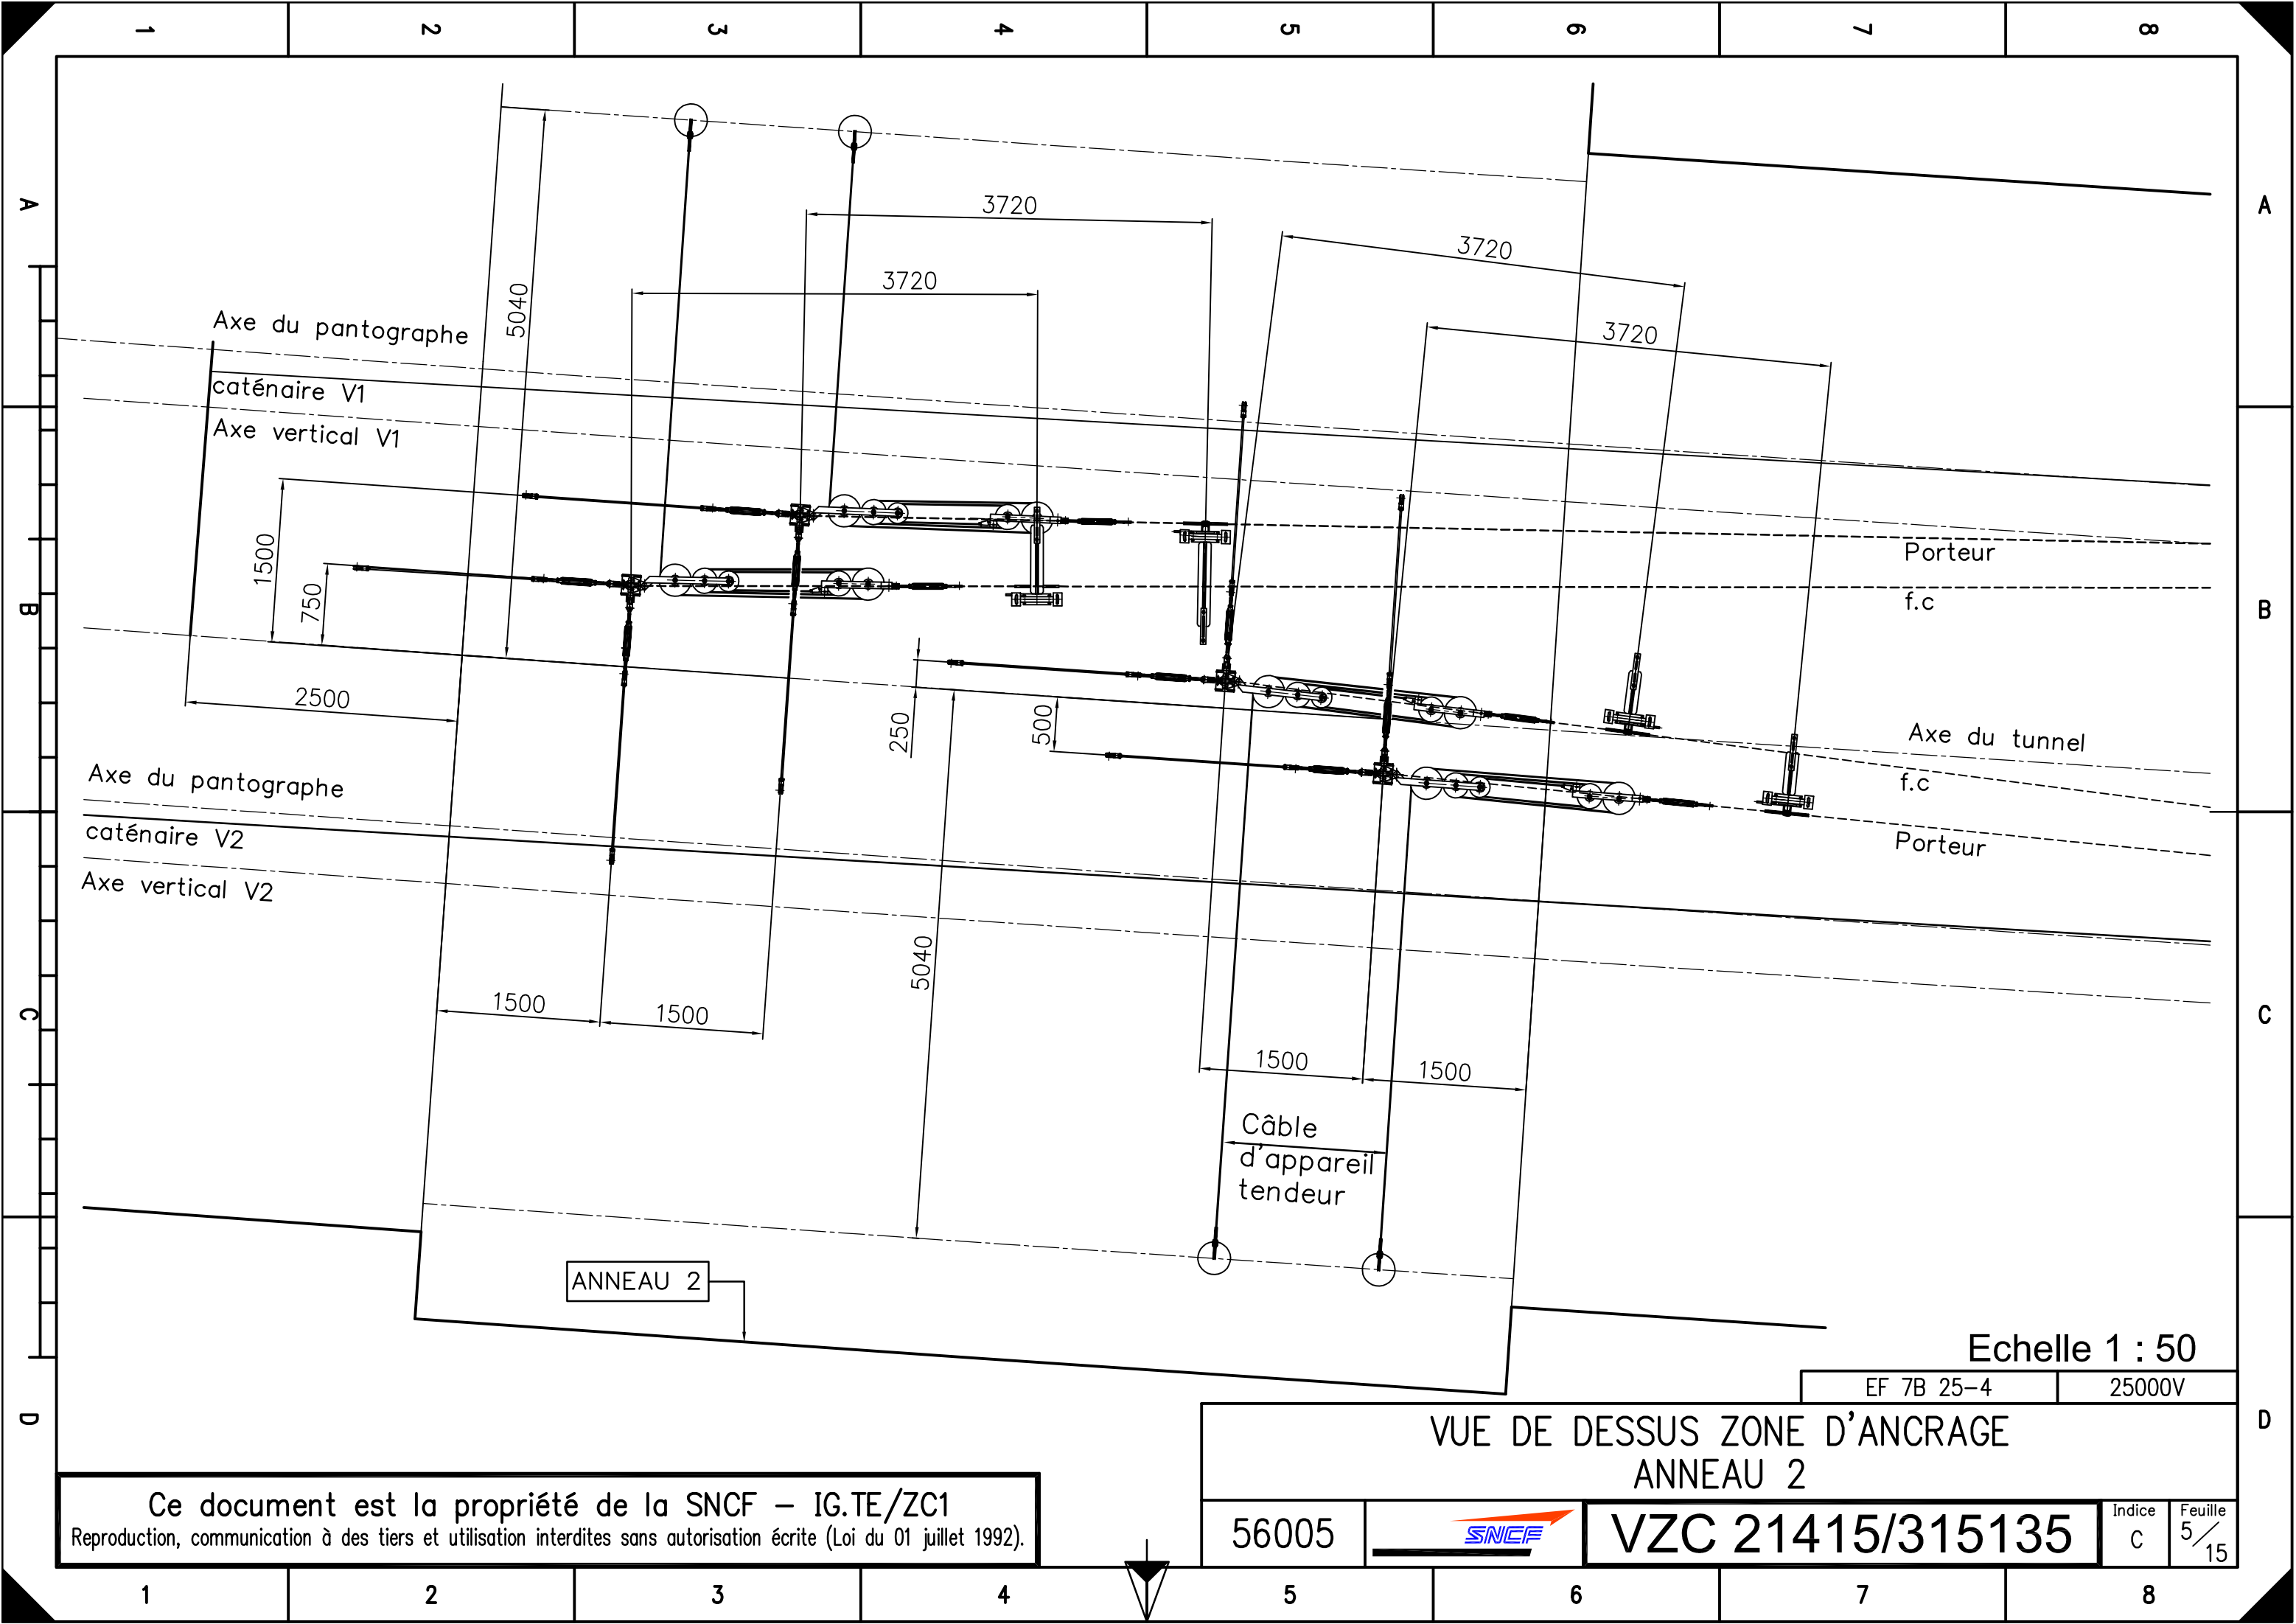 1 2 3 4 5 6 7 8
A
A
3720
3720
3720
3720
5040
Axe du pantographe
caténaire V1
Axe vertical V1
1500
750
Porteur
f.c
B
B
2500
250
500
Axe du tunnel
f.c
Porteur
Axe du pantographe
caténaire V2
Axe vertical V2
5040
1500
1500
C
C
1500
1500
Câble
d'appareil
tendeur
ANNEAU 2
Echelle 1 : 50
EF 7B 25-4
25000V
D
D
VUE DE DESSUS ZONE D'ANCRAGE
ANNEAU 2
Ce document est la propriété de la SNCF - IG.TE/ZC1
Reproduction, communication à des tiers et utilisation interdites sans autorisation écrite (Loi du 01 juillet 1992).
56005
SNCF
VZC 21415/315135
Indice
C
Feuille
5/15
1 2 3 4 5 6 7 8